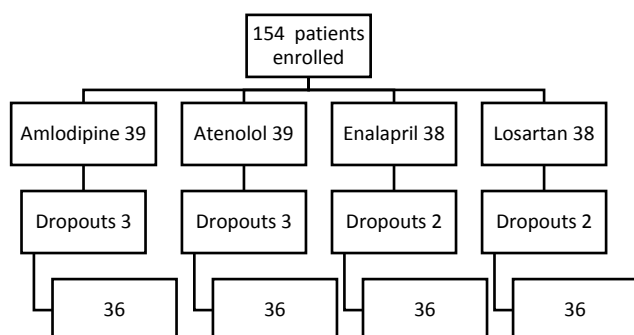 154 patients
enrolled
Amlodipine 39
Atenolol 39
Enalapril 38
Losartan 38
Dropouts 3
Dropouts 3
Dropouts 2
Dropouts 2
36
36
36
36